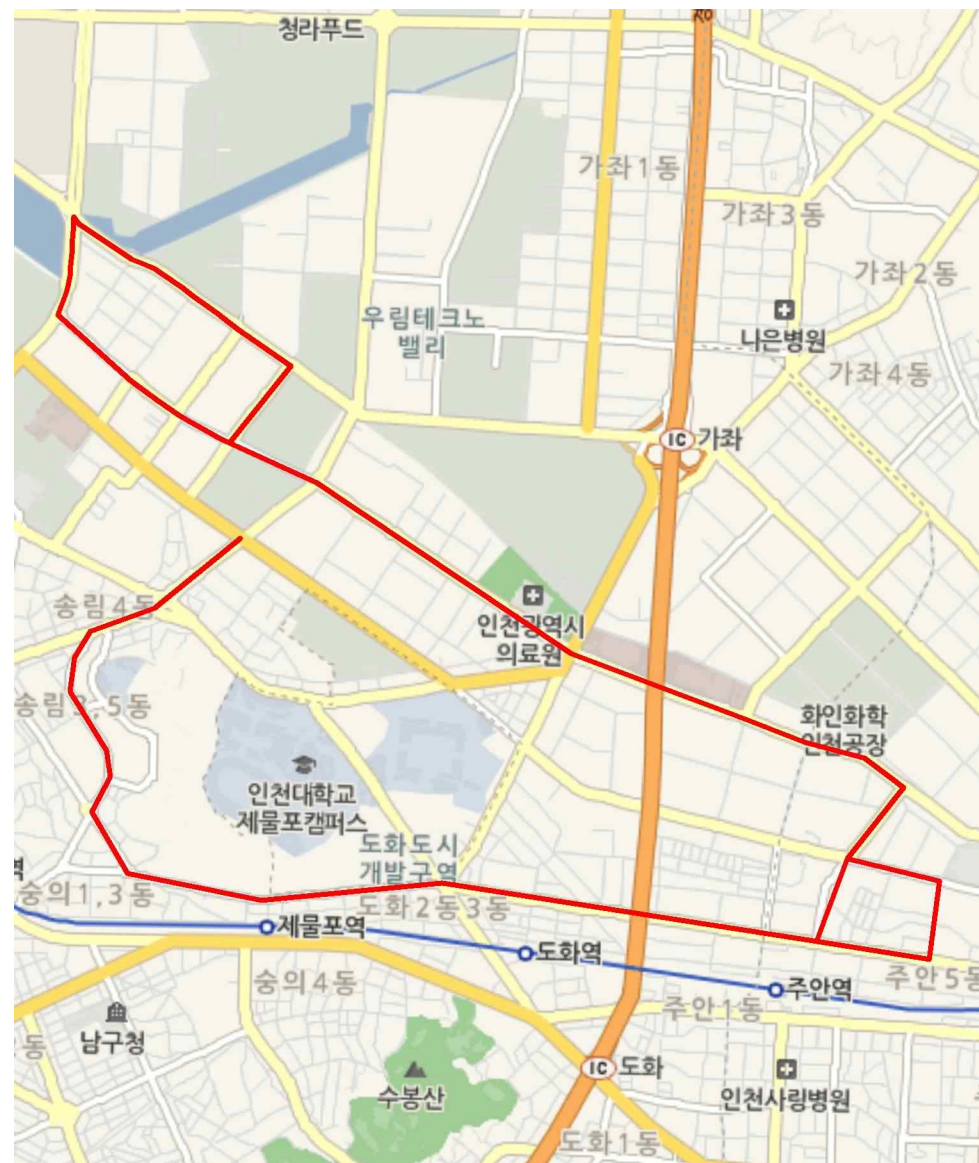 청라푸드
가좌1동
가좌3동
가좌2동
우림테크노
밸리
나은병원
가좌4동
IC 가좌
송림4동
인천광역시
의료원
송림3,5동
화인화학
인천공장
인천대학교
제물포캠퍼스
도화도시
개발구역
역
숭의1,3동
도화2동3동
제물포역
도화역
주안5동
숭의4동
주안역
주안1동
남구청
동
IC 도화
수봉산
인천사랑병원
도화1동